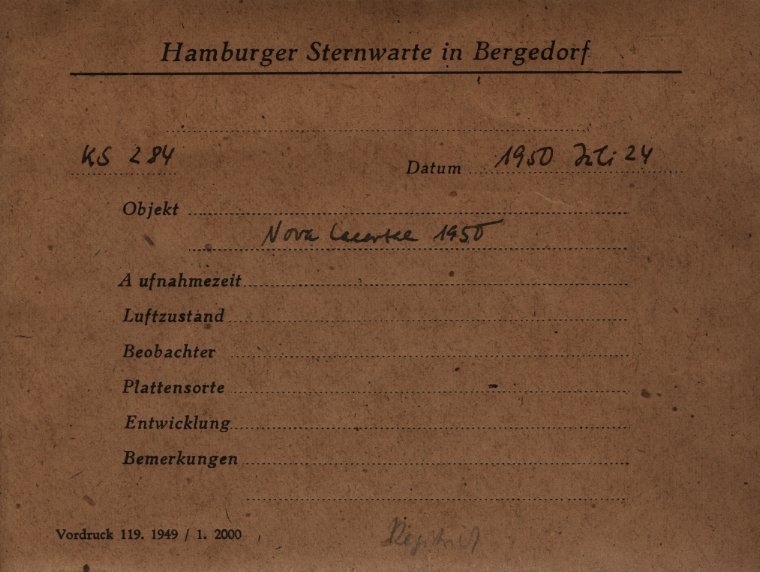 Hamburger Sternwarte in Bergedorf
KS 284
Datum 1950 Juli 24
Objekt
Nova Lacertae 1950
Aufnahmezeit
Luftzustand
Beobachter
Plattensorte
Entwicklung
Bemerkungen
Vordruck 119. 1949 / 1. 2000